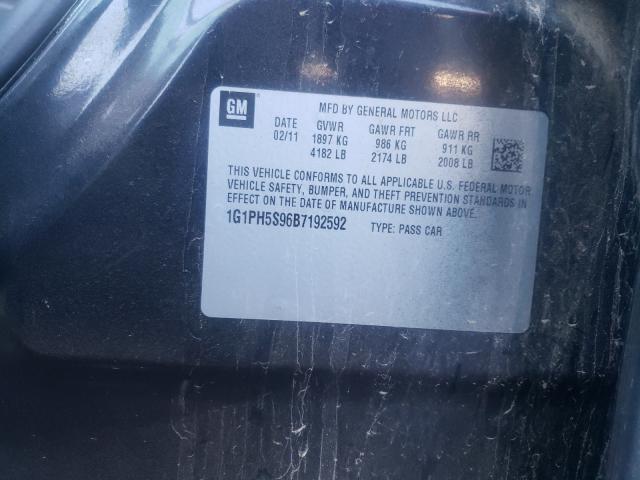 GM MFD BY GENERAL MOTORS LLC
DATE GVWR GAWR FRT GAWR RR
02/11 1897 KG 986 KG 911 KG
4182 LB 2174 LB 2008 LB
THIS VEHICLE CONFORMS TO ALL APPLICABLE U.S. FEDERAL MOTOR
VEHICLE SAFETY, BUMPER, AND THEFT PREVENTION STANDARDS IN
EFFECT ON THE DATE OF MANUFACTURE SHOWN ABOVE.
1G1PH5S96B7192592 TYPE: PASS CAR